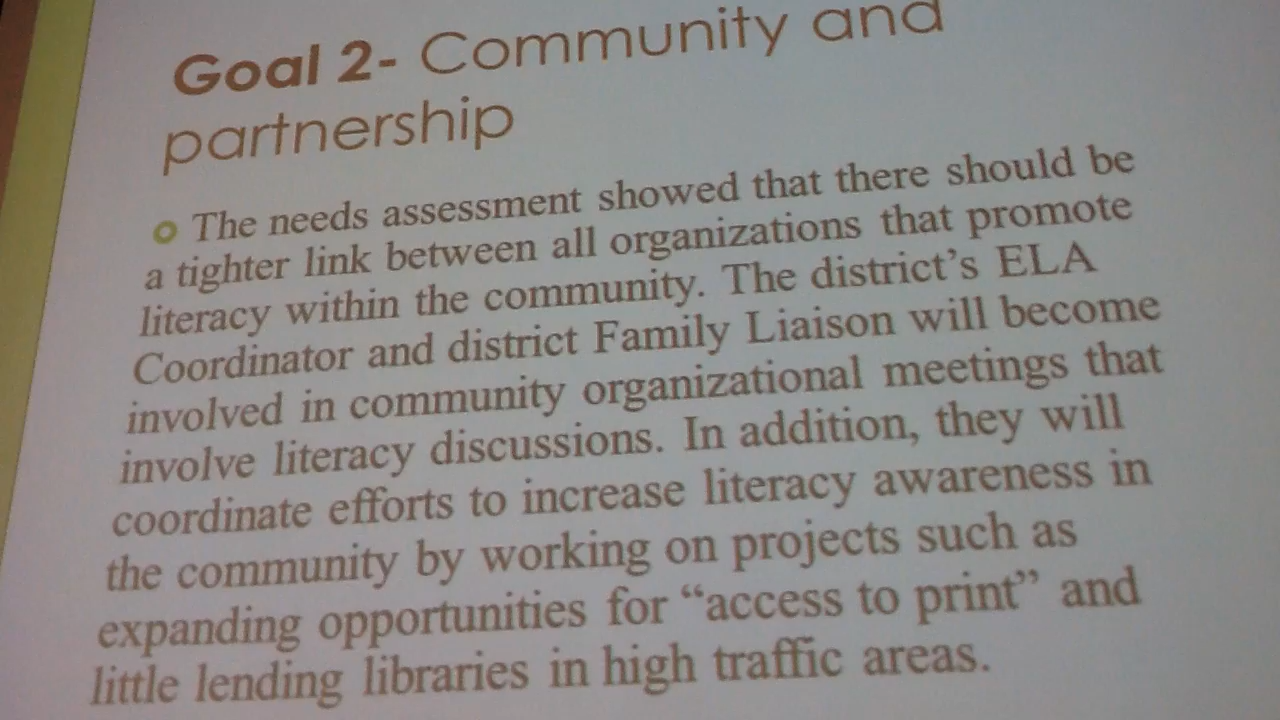 Goal 2- Community and
partnership
The needs assessment showed that there should be
a tighter link between all organizations that promote
literacy within the community. The district's ELA
Coordinator and district Family Liaison will become
involved in community organizational meetings that
involve literacy discussions. In addition, they will
coordinate efforts to increase literacy awareness in
the community by working on projects such as
expanding opportunities for “access to print” and
little lending libraries in high traffic areas.